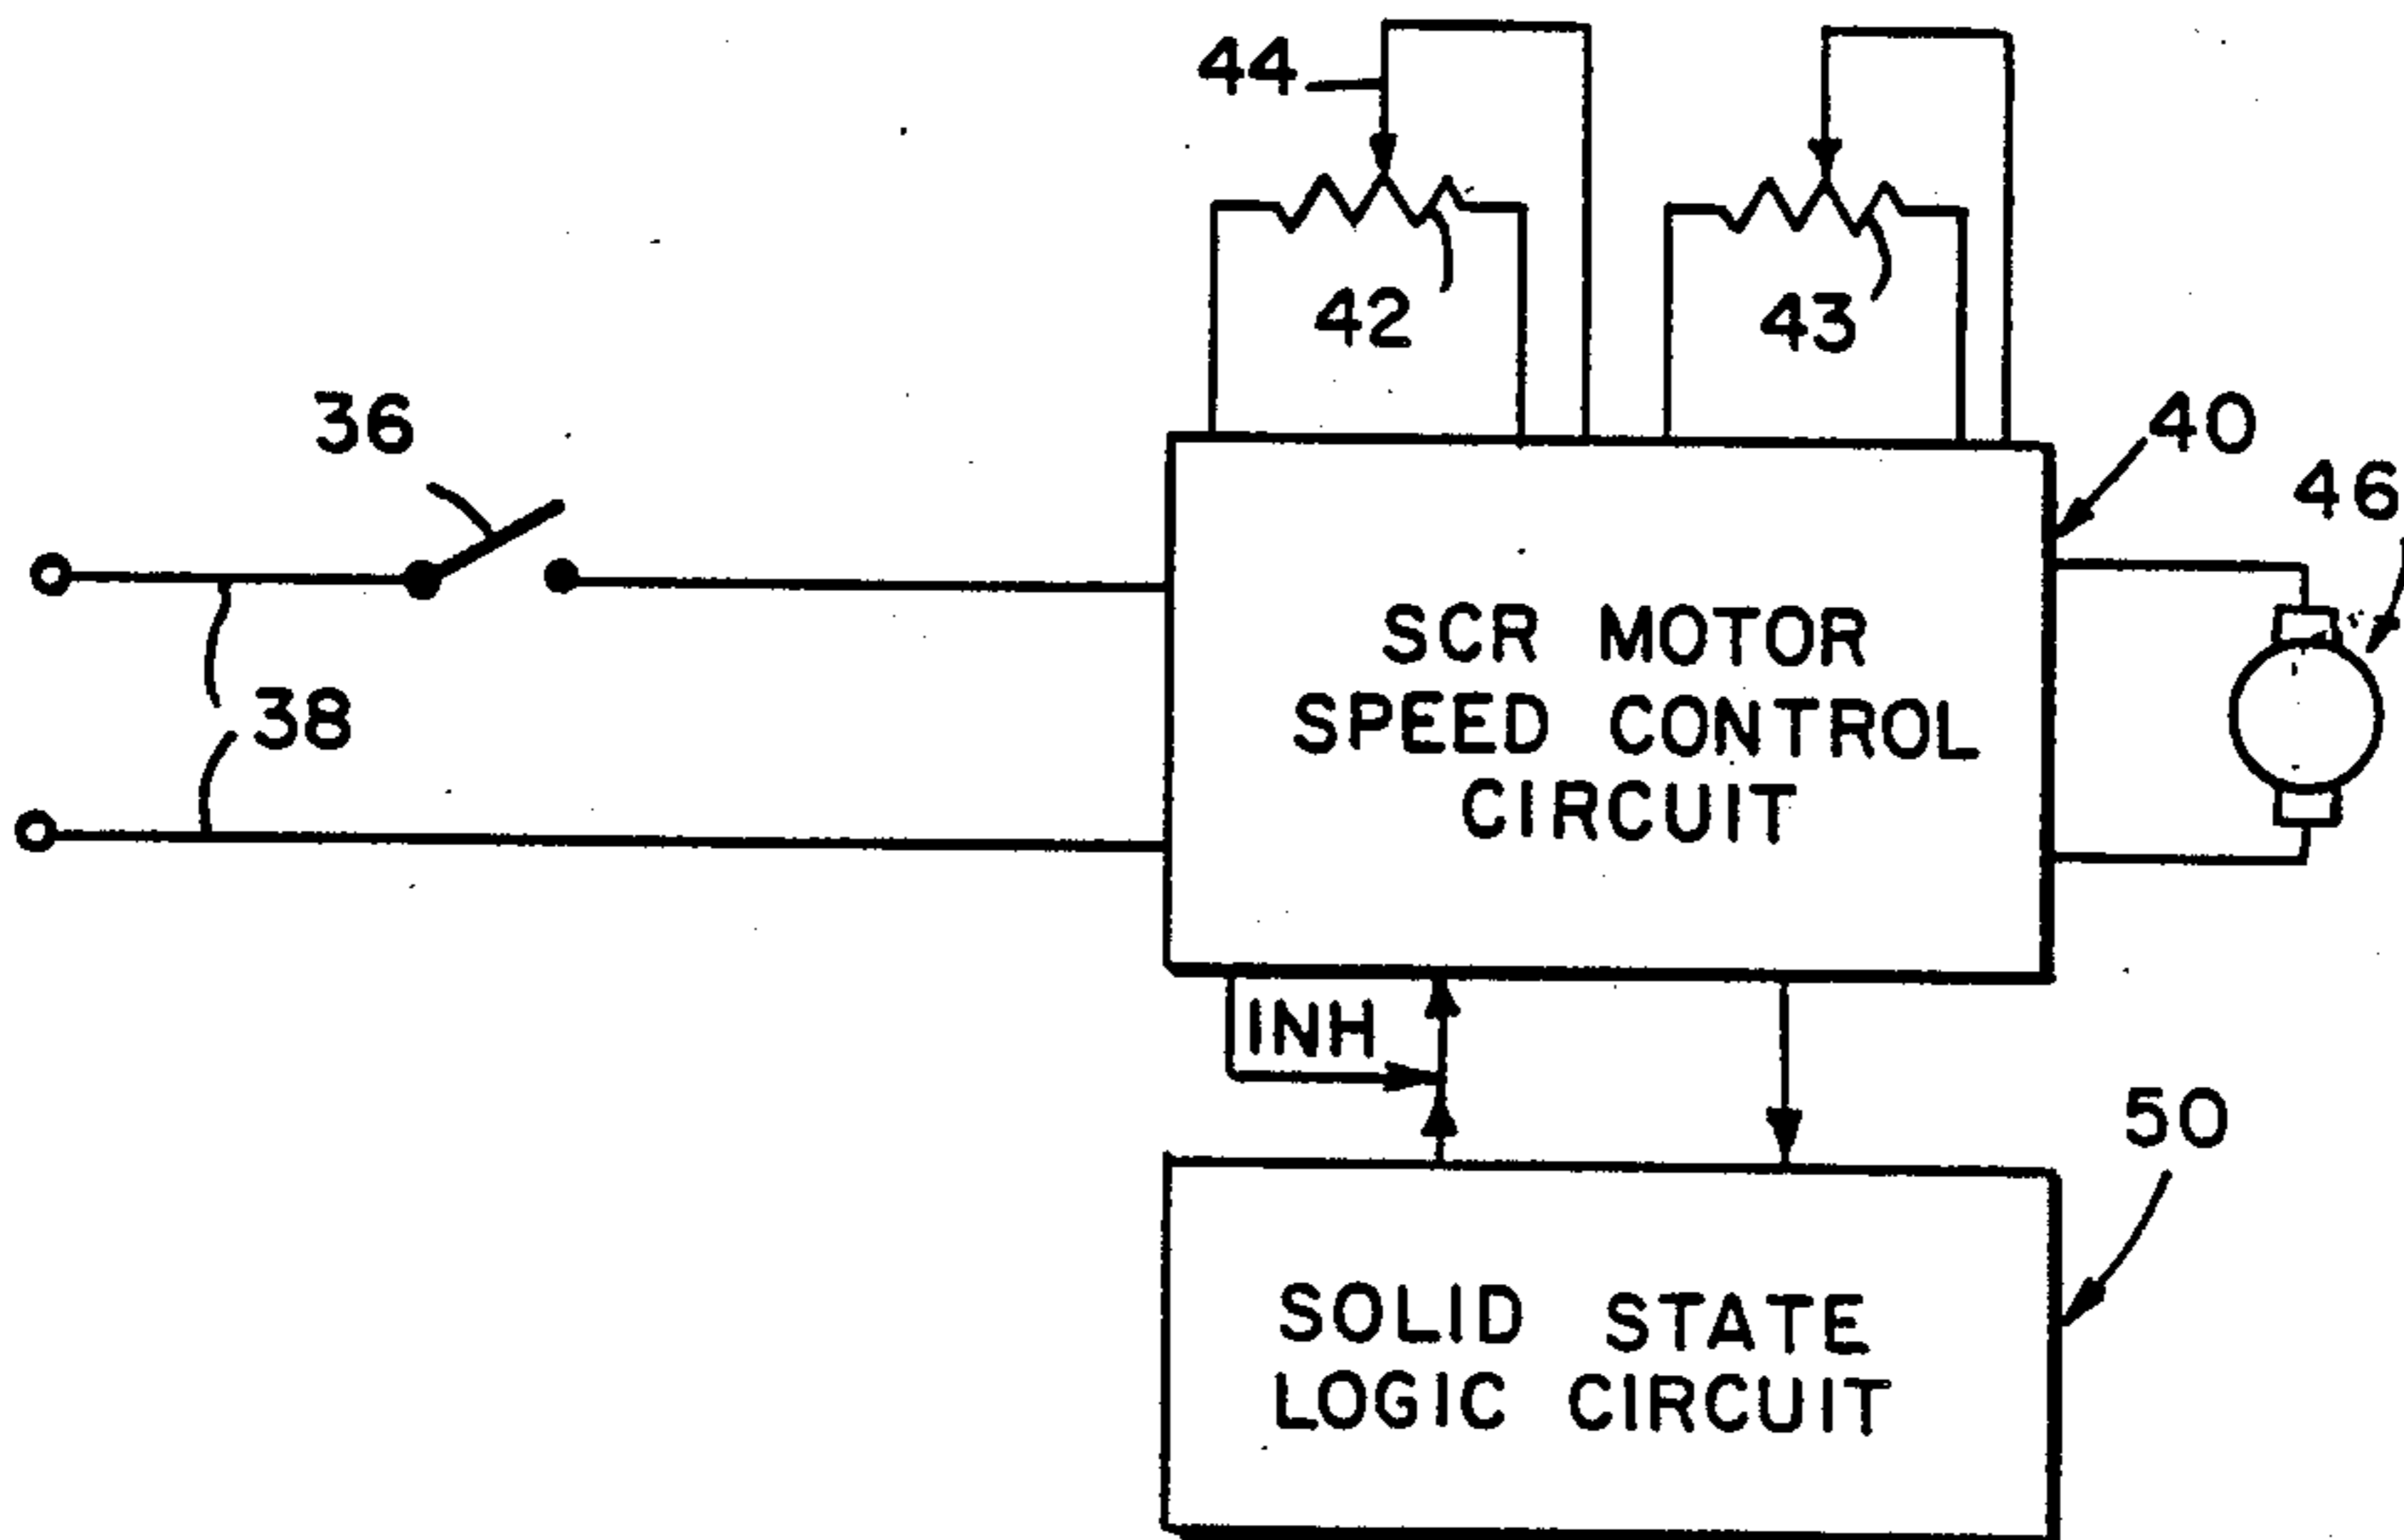 44
42
43
36
40
46
38
SCR MOTOR
SPEED CONTROL
CIRCUIT
INH
50
SOLID STATE
LOGIC CIRCUIT